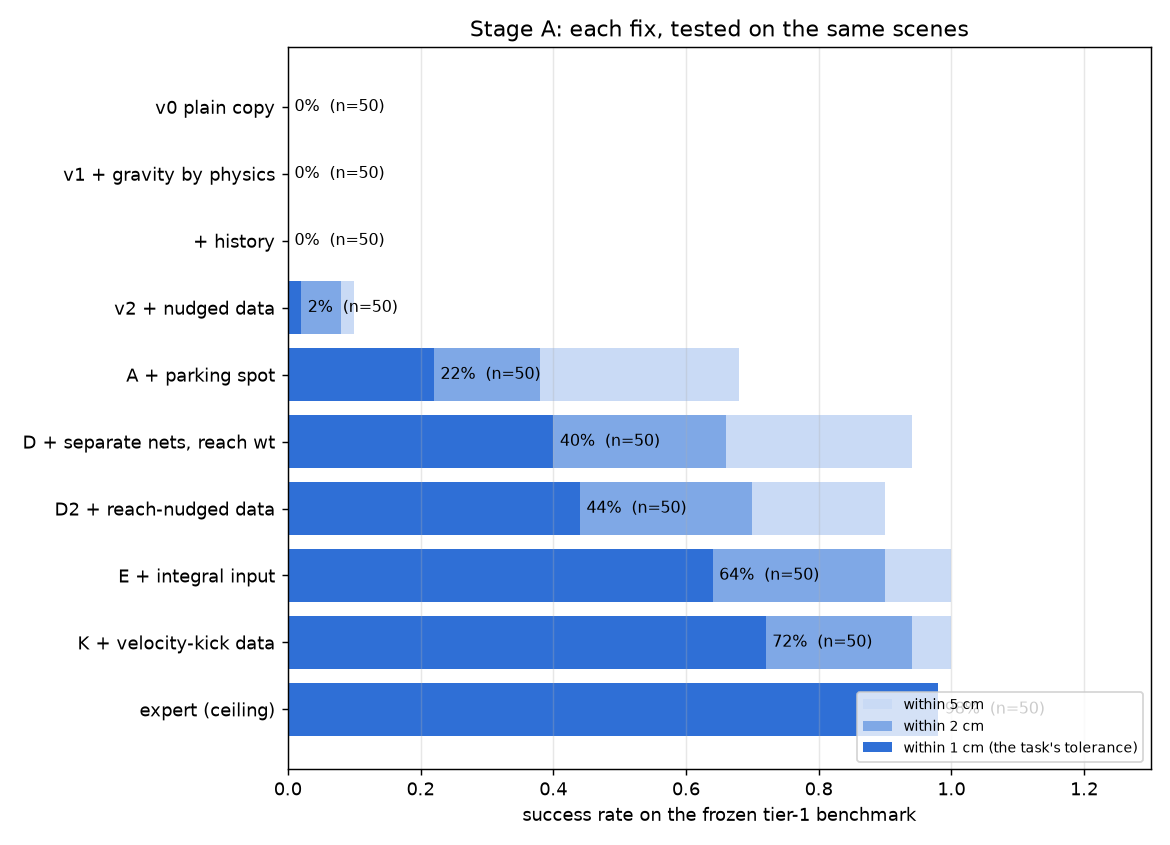 Stage A: each fix, tested on the same scenes
v0 plain copy
0% (n=50)
v1 + gravity by physics
0% (n=50)
+ history
0% (n=50)
v2 + nudged data
2% (n=50)
A + parking spot
22% (n=50)
D + separate nets, reach wt
40% (n=50)
D2 + reach-nudged data
44% (n=50)
E + integral input
64% (n=50)
K + velocity-kick data
72% (n=50)
expert (ceiling)
98% (n=50)
within 5 cm
within 2 cm
within 1 cm (the task's tolerance)
0.0 0.2 0.4 0.6 0.8 1.0 1.2
success rate on the frozen tier-1 benchmark